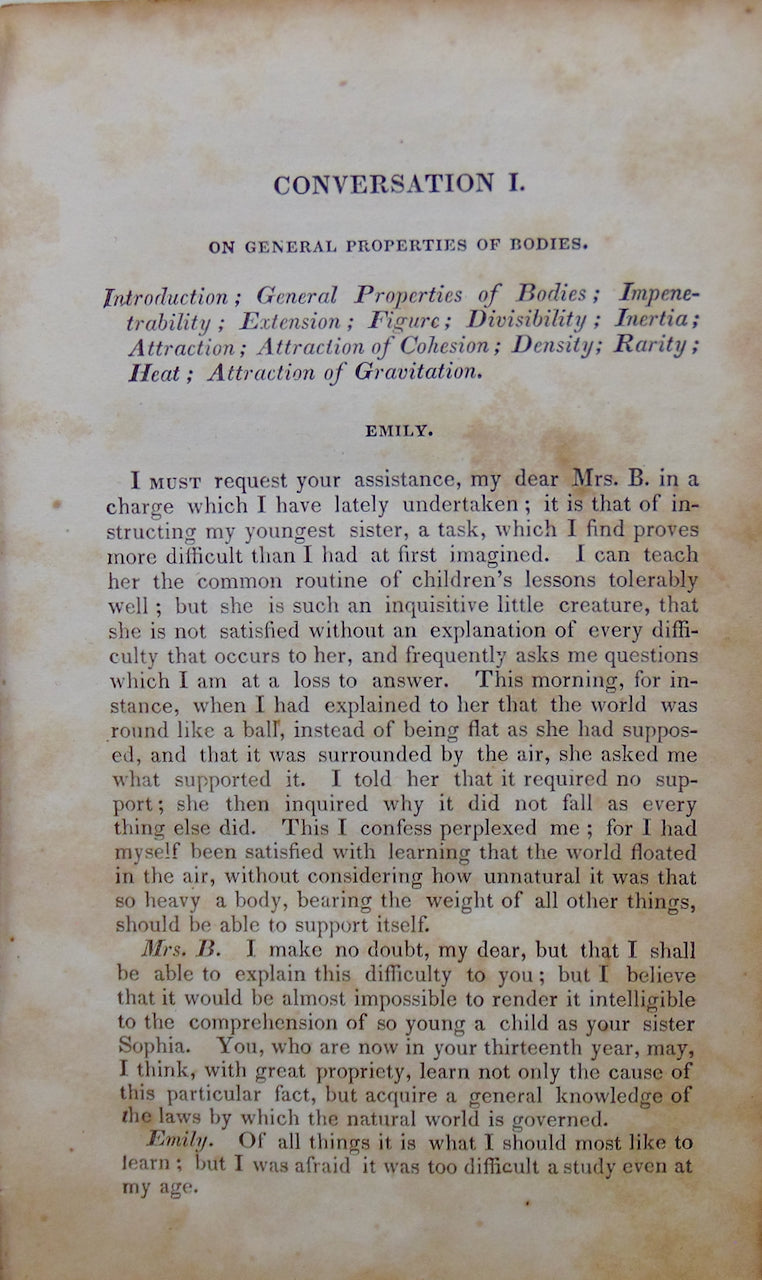 CONVERSATION I.
ON GENERAL PROPERTIES OF BODIES.
Introduction; General Properties of Bodies; Impene-
trability; Extension; Figure; Divisibility; Inertia;
Attraction; Attraction of Cohesion; Density; Rarity;
Heat; Attraction of Gravitation.
EMILY.
I MUST request your assistance, my dear Mrs. B. in a
charge which I have lately undertaken; it is that of in-
structing my youngest sister, a task, which I find proves
more difficult than I had at first imagined. I can teach
her the common routine of children's lessons tolerably
well; but she is such an inquisitive little creature, that
she is not satisfied without an explanation of every diffi-
culty that occurs to her, and frequently asks me questions
which I am at a loss to answer. This morning, for in-
stance, when I had explained to her that the world was
round like a ball, instead of being flat as she had suppos-
ed, and that it was surrounded by the air, she asked me
what supported it. I told her that it required no sup-
port; she then inquired why it did not fall as every
thing else did. This I confess perplexed me; for I had
myself been satisfied with learning that the world floated
in the air, without considering how unnatural it was that
so heavy a body, bearing the weight of all other things,
should be able to support itself.
Mrs. B. I make no doubt, my dear, but that I shall
be able to explain this difficulty to you; but I believe
that it would be almost impossible to render it intelligible
to the comprehension of so young a child as your sister
Sophia. You, who are now in your thirteenth year, may,
I think, with great propriety, learn not only the cause of
this particular fact, but acquire a general knowledge of
the laws by which the natural world is governed.
Emily. Of all things it is what I should most like to
learn; but I was afraid it was too difficult a study even at
my age.